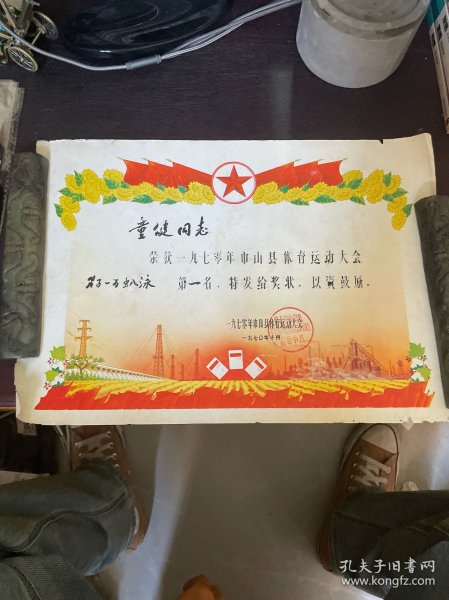 童健同志
荣获一九七零年巿山县体育运动大会
第一名，特发给奖状，以资鼓励。
一九七零年巿山县体育运动大会
一九七〇年十月
孔夫子旧书网
www.kongfz.com